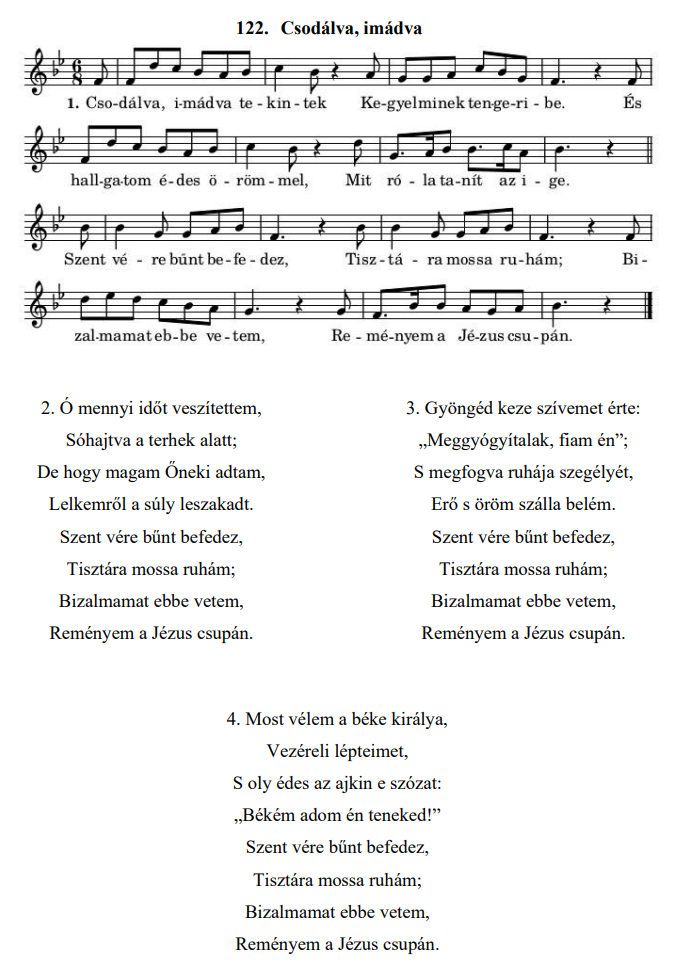 122. Csodálva, imádva
1. Cso-dálva, i-mádva te-kin-tek Ke-gyelminek ten-ge-ri-be. És
hall-ga-tom é-des ö-röm-mel, Mit ró-la ta-nít az i-ge.
Szent vé-re bűnt be-fe-dez, Tisz-tá-ra mossa ru-hám; Bi-
zal-mamat eb-be ve-tem, Re-mé-nyem a Jé-zus csu-pán.
2. Ó mennyi időt veszítettem,
Sóhajtva a terhek alatt;
De hogy magam Őneki adtam,
Lelkemről a súly leszakadt.
Szent vére bűnt befedez,
Tisztára mossa ruhám;
Bizalmamat ebbe vetem,
Reményem a Jézus csupán.
3. Gyöngéd keze szívemet érte:
„Meggyógyítalak, fiam én”;
S megfogva ruhája szegélyét,
Erő s öröm szálla belém.
Szent vére bűnt befedez,
Tisztára mossa ruhám;
Bizalmamat ebbe vetem,
Reményem a Jézus csupán.
4. Most vélem a béke királya,
Vezéreli lépteimet,
S oly édes az ajkin e szózat:
„Békém adom én teneked!”
Szent vére bűnt befedez,
Tisztára mossa ruhám;
Bizalmamat ebbe vetem,
Reményem a Jézus csupán.